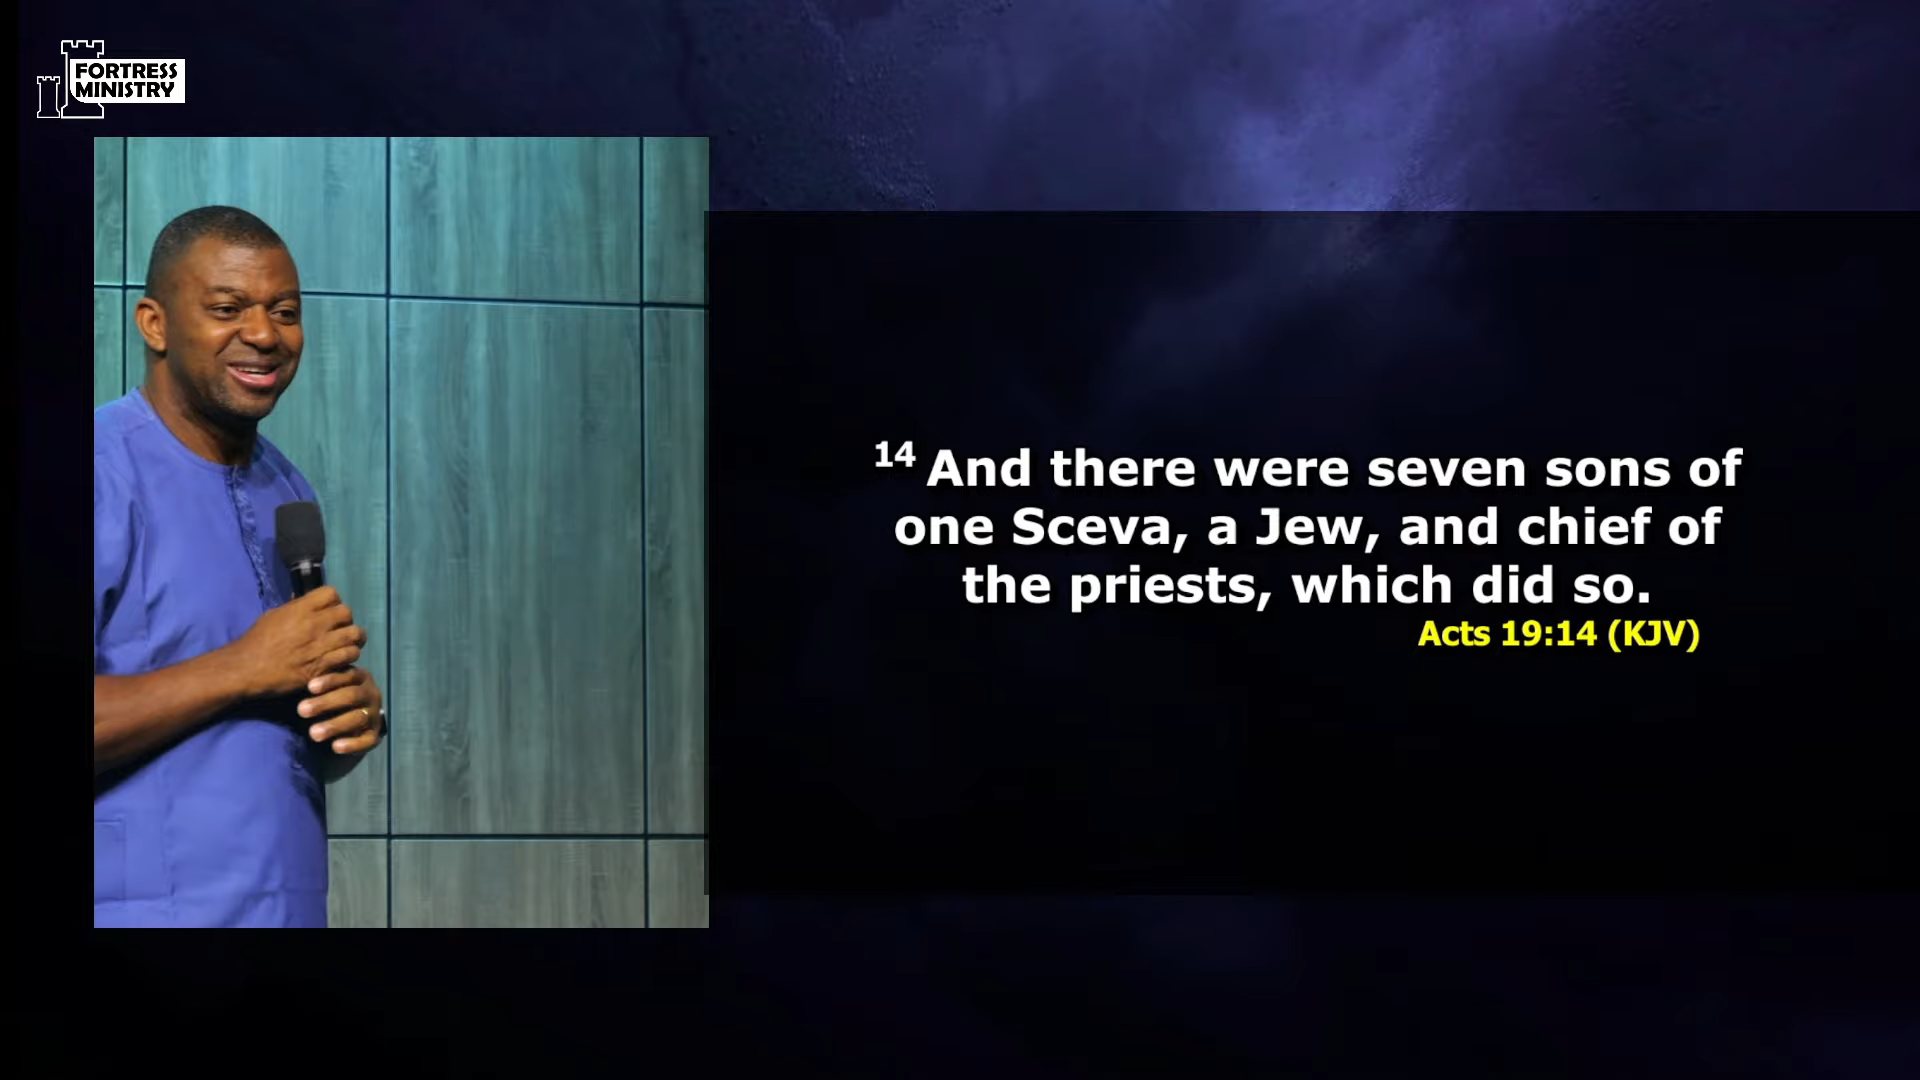 FORTRESS
MINISTRY
14 And there were seven sons of
one Sceva, a Jew, and chief of
the priests, which did so.
Acts 19:14 (KJV)